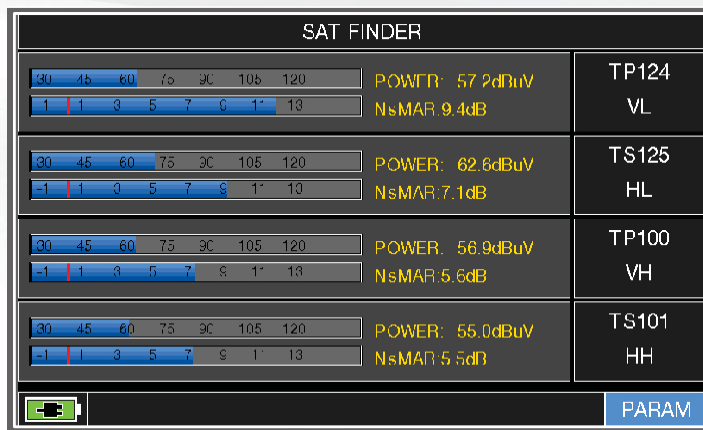 SAT FINDER
30 45 60 75 90 105 120
POWER: 57.2dBuV
TP124
-1 1 3 5 7 9 11 13
NsMAR:9.4dB
VL
30 45 60 75 90 105 120
POWER: 62.6dBuV
TS125
-1 1 3 5 7 9 11 13
NsMAR:7.1dB
HL
30 45 60 75 90 105 120
POWER: 56.9dBuV
TP100
-1 1 3 5 7 9 11 13
NsMAR:5.6dB
VH
30 45 60 75 90 105 120
POWER: 55.0dBuV
TS101
-1 1 3 5 7 9 11 13
NsMAR:5.5dB
HH
PARAM